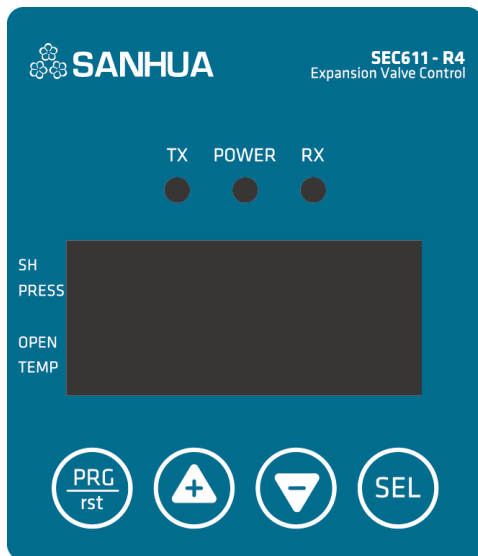 SANHUA
SEC611 - R4
Expansion Valve Control
TX POWER RX
SH
PRESS
OPEN
TEMP
PRG
rst
+
-
SEL